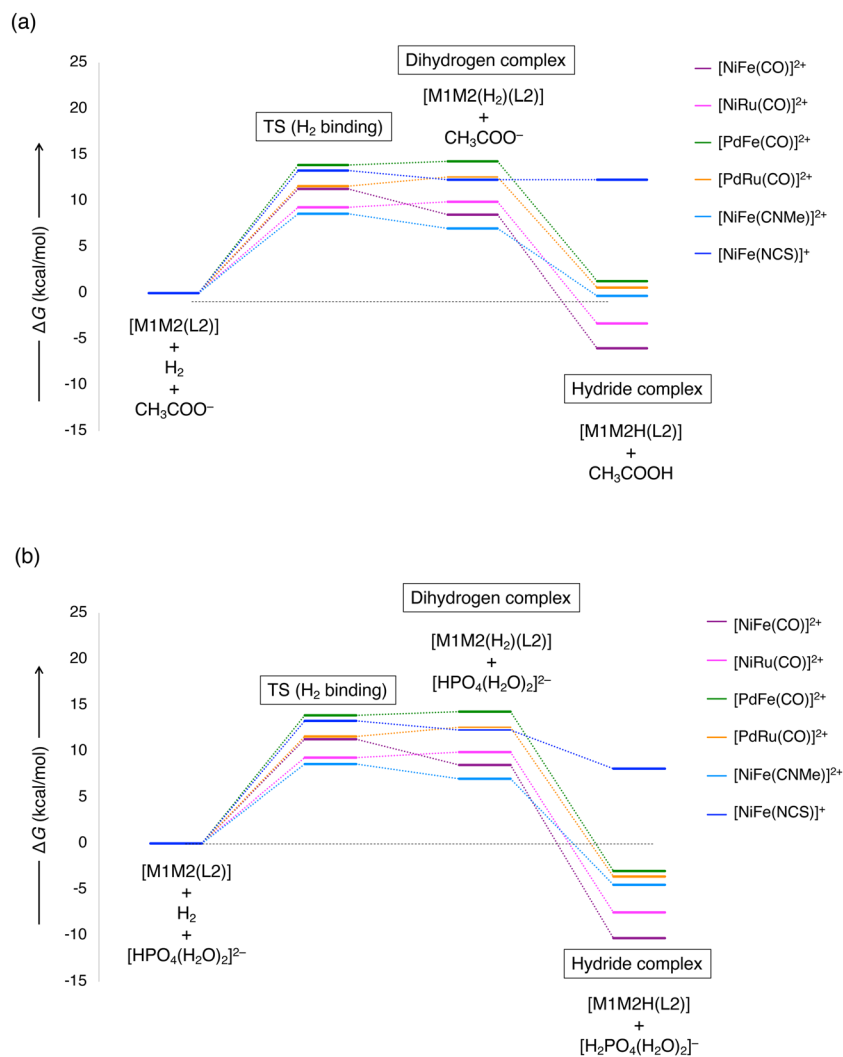 (a)
25
20
15
10
5
0
-5
-10
-15
ΔG (kcal/mol)
[M1M2(L2)]
+
H₂
+
CH₃COO⁻
TS (H₂ binding)
Dihydrogen complex
[M1M2(H₂)(L2)]
+
CH₃COO⁻
Hydride complex
[M1M2H(L2)]
+
CH₃COOH
[NiFe(CO)]²⁺
[NiRu(CO)]²⁺
[PdFe(CO)]²⁺
[PdRu(CO)]²⁺
[NiFe(CNMe)]²⁺
[NiFe(NCS)]⁺
(b)
25
20
15
10
5
0
-5
-10
-15
ΔG (kcal/mol)
[M1M2(L2)]
+
H₂
+
[HPO₄(H₂O)₂]²⁻
TS (H₂ binding)
Dihydrogen complex
[M1M2(H₂)(L2)]
+
[HPO₄(H₂O)₂]²⁻
Hydride complex
[M1M2H(L2)]
+
[H₂PO₄(H₂O)₂]⁻
[NiFe(CO)]²⁺
[NiRu(CO)]²⁺
[PdFe(CO)]²⁺
[PdRu(CO)]²⁺
[NiFe(CNMe)]²⁺
[NiFe(NCS)]⁺